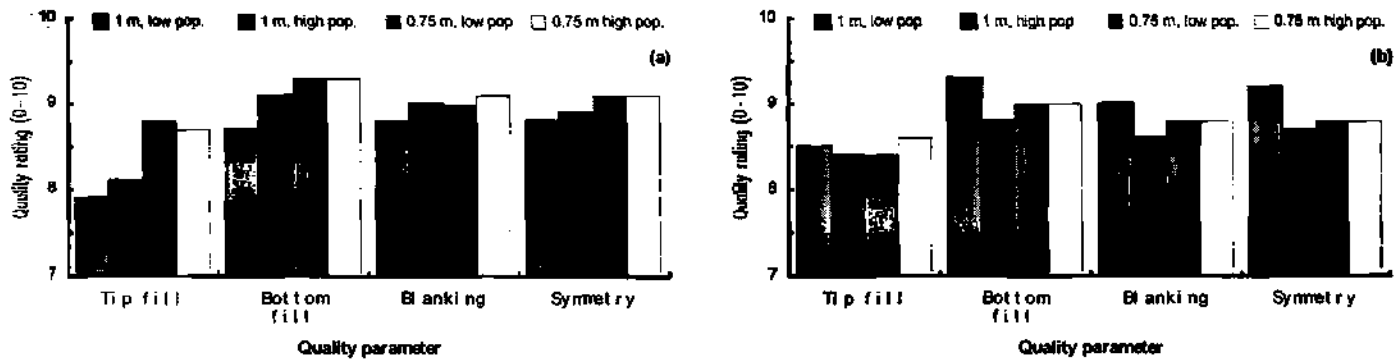 10
1 m, low pop. 1 m, high pop. 0.75 m, low pop 0.75 m high pop.
(a)
Quality rating (0-10)
9
8
7
Tip fill Bottom fill Blanking Symmetry
Quality parameter
10
1 m, low pop. 1 m, high pop 0.75 m, low pop. 0.75 m high pop.
(b)
Quality rating (0-10)
9
8
7
Tip fill Bottom fill Blanking Symmetry
Quality parameter